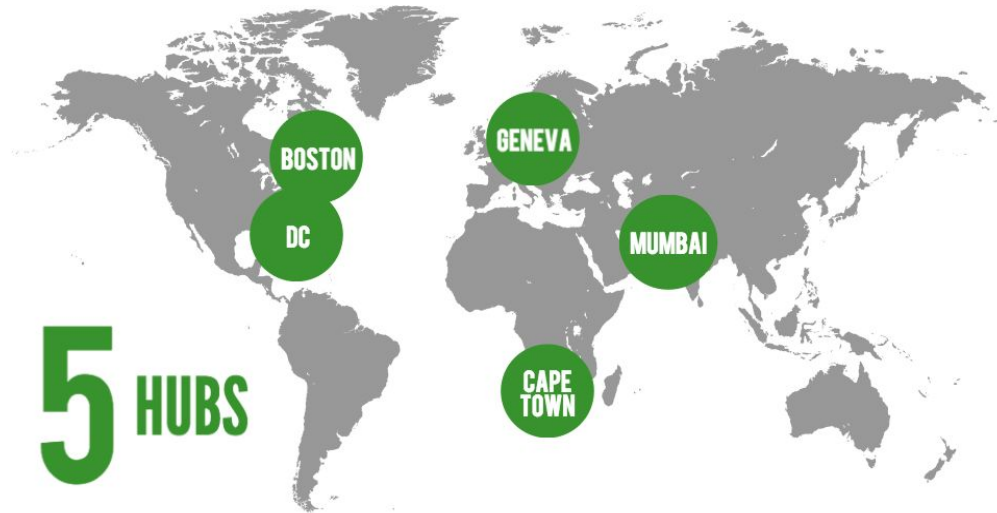 BOSTON
GENEVA
DC
MUMBAI
CAPE
TOWN
5 HUBS